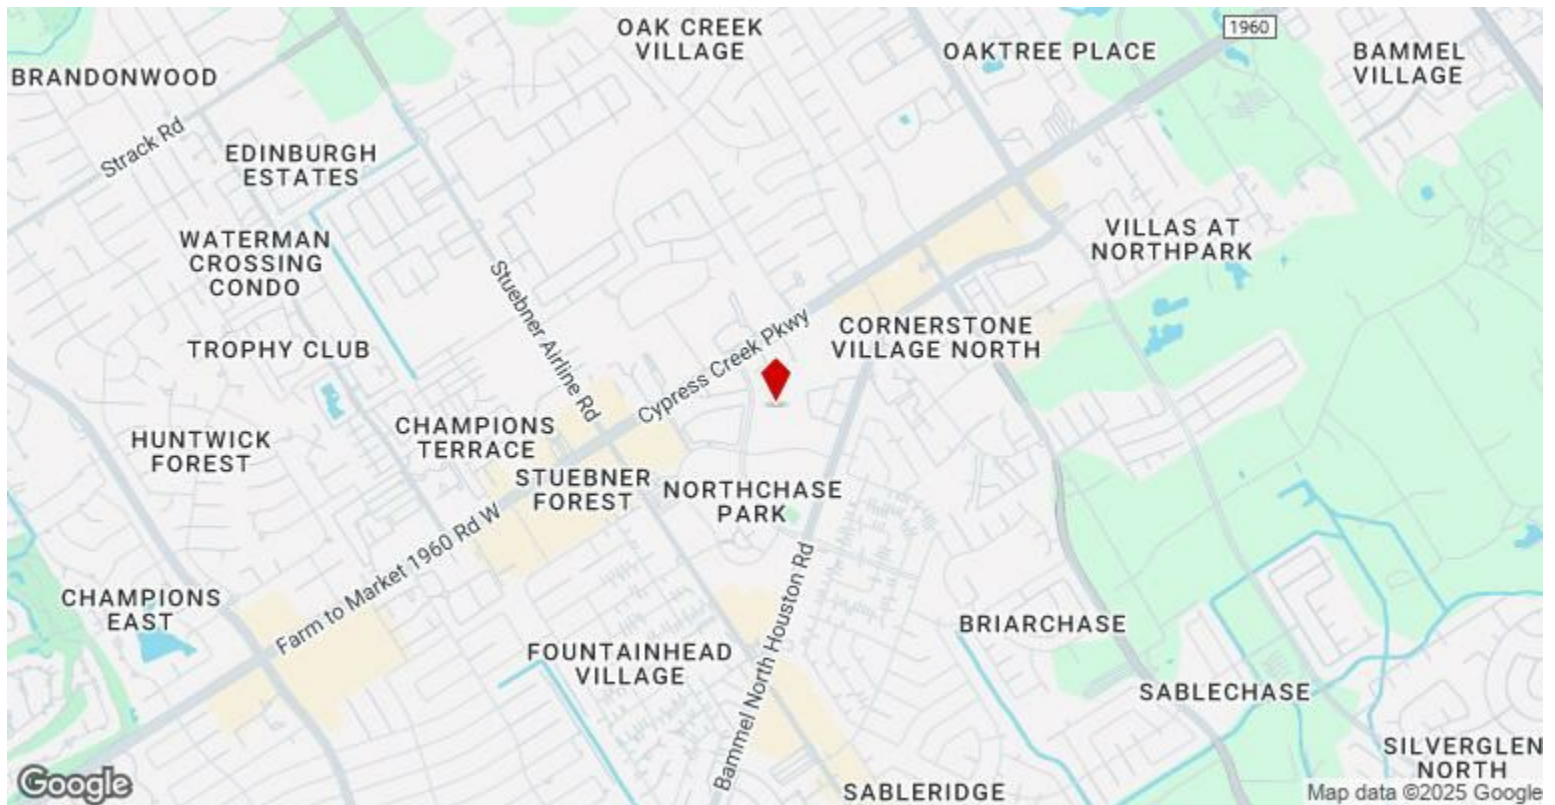 OAK CREEK
VILLAGE
1960
OAKTREE PLACE
BAMMEL
VILLAGE
BRANDONWOOD
Strack Rd
EDINBURGH
ESTATES
WATERMAN
CROSSING
CONDO
VILLAS AT
NORTHPARK
Stuebner Airline Rd
Cypress Creek Pkwy
CORNERSTONE
VILLAGE NORTH
TROPHY CLUB
CHAMPIONS
TERRACE
HUNTWICK
FOREST
STUEBNER
FOREST
NORTHCHASE
PARK
Farm to Market 1960 Rd W
Bammel North Houston Rd
CHAMPIONS
EAST
BRIARCHASE
FOUNTAINHEAD
VILLAGE
SABLECHASE
SILVERGLEN
NORTH
SABLERIDGE
Google
Map data ©2025 Google